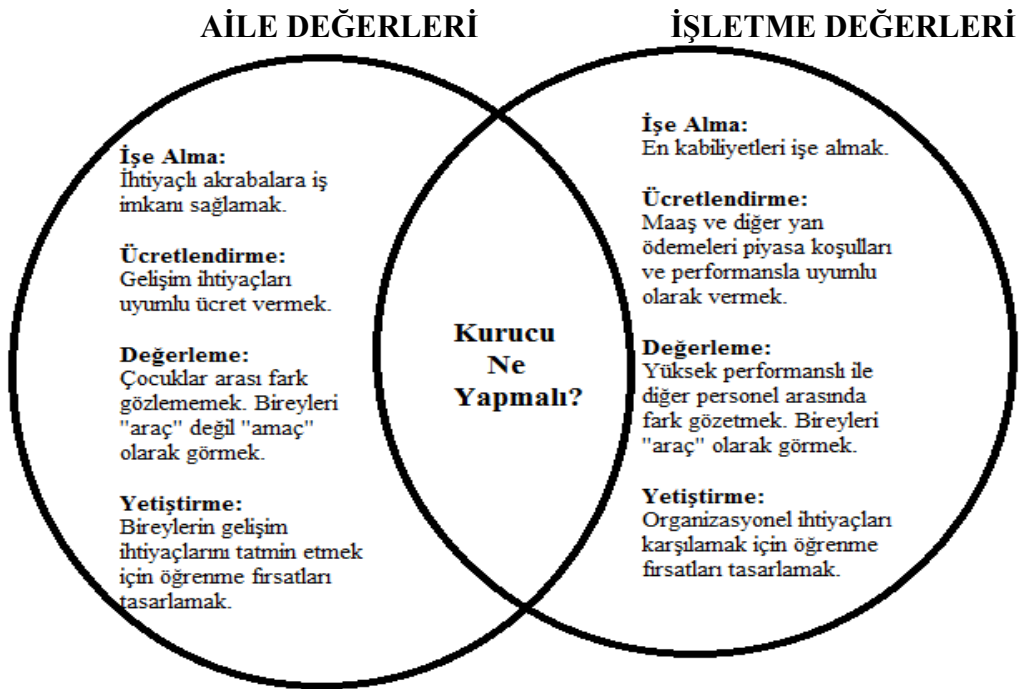 AİLE DEĞERLERİ
İŞLETME DEĞERLERİ
İşe Alma:
İhtiyaçlı akrabalara iş
imkanı sağlamak.
Ücretlendirme:
Gelişim ihtiyaçları
uyumlu ücret vermek.
Değerleme:
Çocuklar arası fark
gözlememek. Bireyleri
"araç" değil "amaç"
olarak görmek.
Yetiştirme:
Bireylerin gelişim
ihtiyaçlarını tatmin etmek
için öğrenme fırsatları
tasarlamak.
Kurucu
Ne
Yapmalı?
İşe Alma:
En kabiliyetleri işe almak.
Ücretlendirme:
Maaş ve diğer yan
ödemeleri piyasa koşulları
ve performansla uyumlu
olarak vermek.
Değerleme:
Yüksek performanslı ile
diğer personel arasında
fark gözetmek. Bireyleri
"araç" olarak görmek.
Yetiştirme:
Organizasyonel ihtiyaçları
karşılamak için öğrenme
fırsatları tasarlamak.